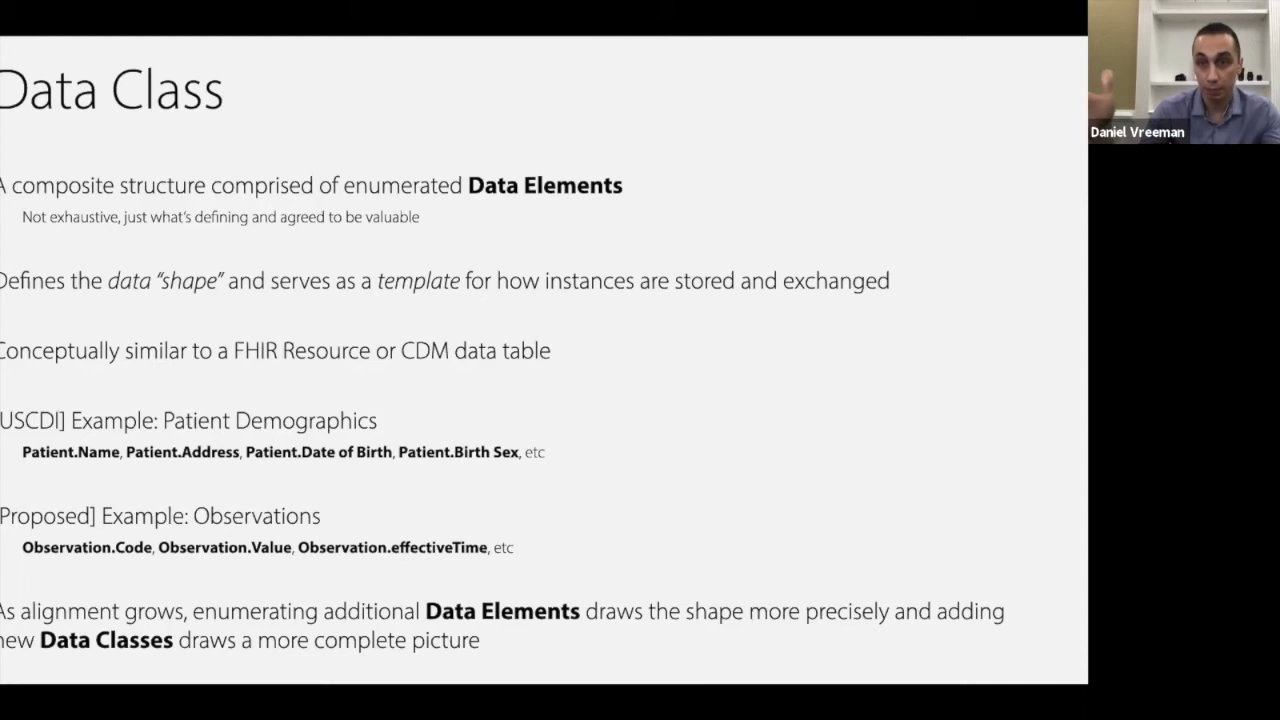 Data Class
A composite structure comprised of enumerated Data Elements
Not exhaustive, just what's defining and agreed to be valuable
Defines the data “shape” and serves as a template for how instances are stored and exchanged
Conceptually similar to a FHIR Resource or CDM data table
USCDI] Example: Patient Demographics
Patient.Name, Patient.Address, Patient.Date of Birth, Patient.Birth Sex, etc
Proposed] Example: Observations
Observation.Code, Observation.Value, Observation.effectiveTime, etc
As alignment grows, enumerating additional Data Elements draws the shape more precisely and adding
new Data Classes draws a more complete picture
Daniel Vreeman